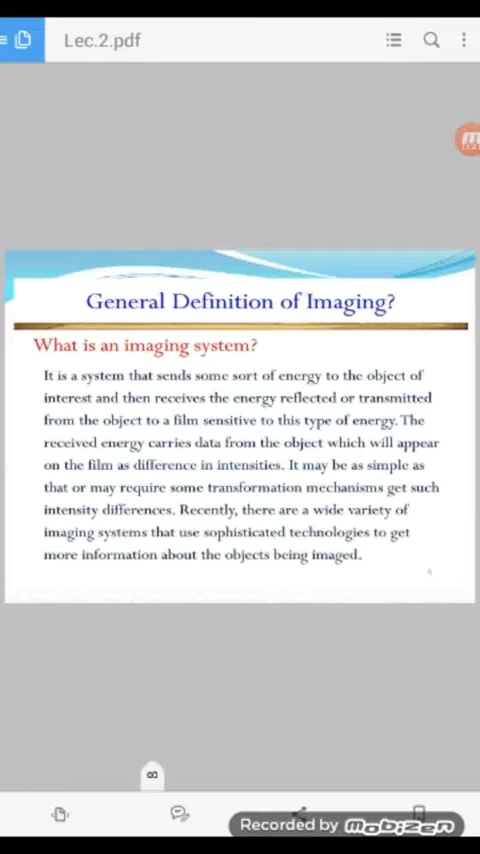 Lec.2.pdf
General Definition of Imaging?
What is an imaging system?
It is a system that sends some sort of energy to the object of
interest and then receives the energy reflected or transmitted
from the object to a film sensitive to this type of energy. The
received energy carries data from the object which will appear
on the film as difference in intensities. It may be as simple as
that or may require some transformation mechanisms get such
intensity differences. Recently, there are a wide variety of
imaging systems that use sophisticated technologies to get
more information about the objects being imaged.
6
8
Recorded by mobizen